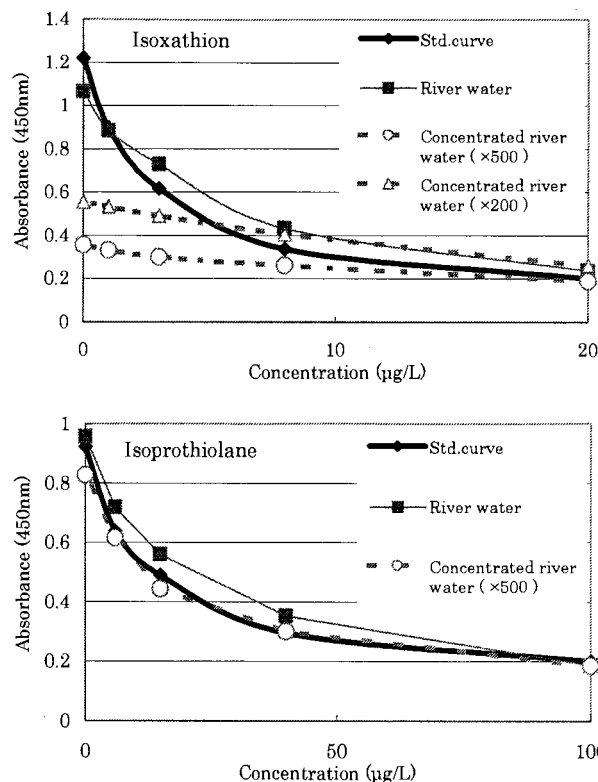 Isoxathion
Absorbance (450nm)
1.4
1.2
1
0.8
0.6
0.4
0.2
0
0
10
20
Concentration (µg/L)
Std.curve
River water
Concentrated river
water ( ×500 )
Concentrated river
water ( ×200 )
Isoprothiolane
Absorbance (450nm)
1
0.8
0.6
0.4
0.2
0
0
50
100
Concentration (µg/L)
Std.curve
River water
Concentrated river
water ( ×500 )